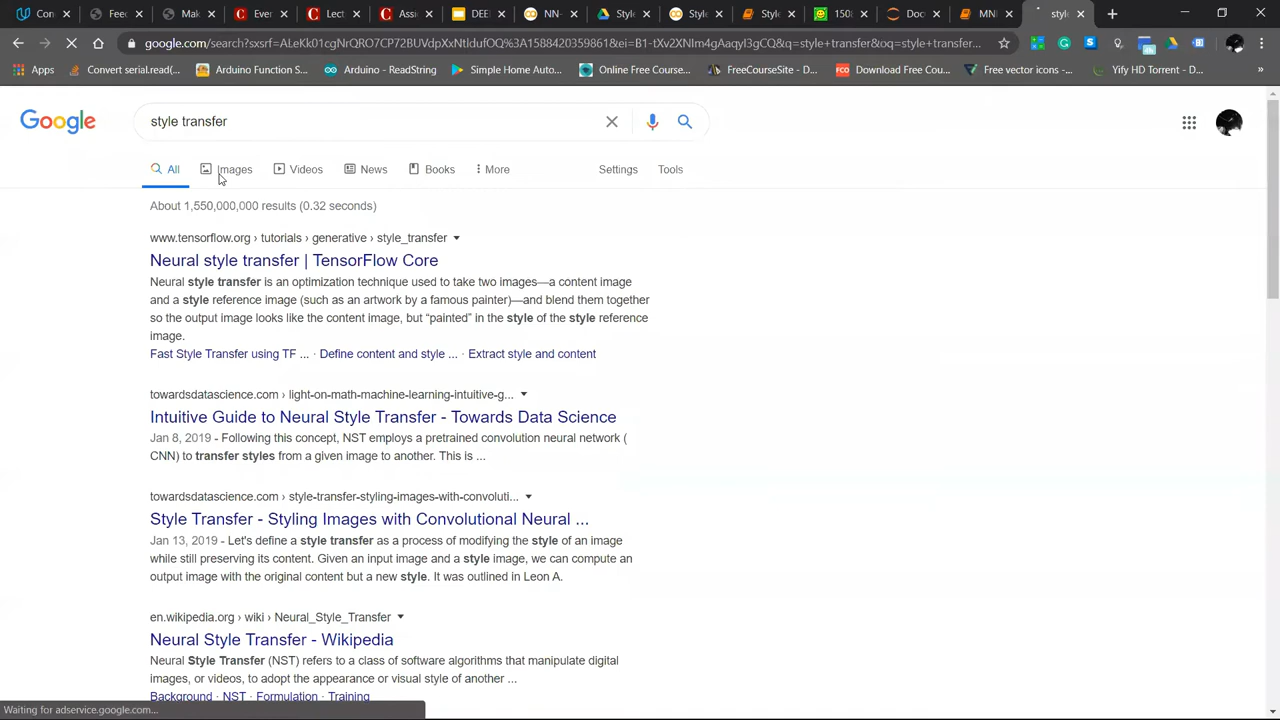 Con
Feec
Mak
Ever
Lect
Assi
DEE
NN-
Style
Style
Style
1508
Doc
MNI
style
google.com/search?sxsrf=ALeKk01cgNrQRO7CP72BUVdpXxNtldufOQ%3A1588420359861&ei=B1-tXv2XNIm4gAaqyI3gCQ&q=style+transfer&oq=style+transfer...
Apps
Convert serial.read(...
Arduino Function S...
Arduino - ReadString
Simple Home Auto...
Online Free Course...
FreeCourseSite - D...
Download Free Cou...
Free vector icons -...
Yify HD Torrent - D...
»
Google
style transfer
All
Images
Videos
News
Books
More
Settings
Tools
About 1,550,000,000 results (0.32 seconds)
www.tensorflow.org › tutorials › generative › style_transfer
Neural style transfer | TensorFlow Core
Neural style transfer is an optimization technique used to take two images—a content image
and a style reference image (such as an artwork by a famous painter)—and blend them together
so the output image looks like the content image, but “painted” in the style of the style reference
image.
Fast Style Transfer using TF ... · Define content and style ... · Extract style and content
towardsdatascience.com › light-on-math-machine-learning-intuitive-g...
Intuitive Guide to Neural Style Transfer - Towards Data Science
Jan 8, 2019 - Following this concept, NST employs a pretrained convolution neural network (
CNN) to transfer styles from a given image to another. This is ...
towardsdatascience.com › style-transfer-styling-images-with-convoluti...
Style Transfer - Styling Images with Convolutional Neural ...
Jan 13, 2019 - Let's define a style transfer as a process of modifying the style of an image
while still preserving its content. Given an input image and a style image, we can compute an
output image with the original content but a new style. It was outlined in Leon A.
en.wikipedia.org › wiki › Neural_Style_Transfer
Neural Style Transfer - Wikipedia
Neural Style Transfer (NST) refers to a class of software algorithms that manipulate digital
images, or videos, to adopt the appearance or visual style of another ...
Background · NST · Formulation · Training
Waiting for adservice.google.com...